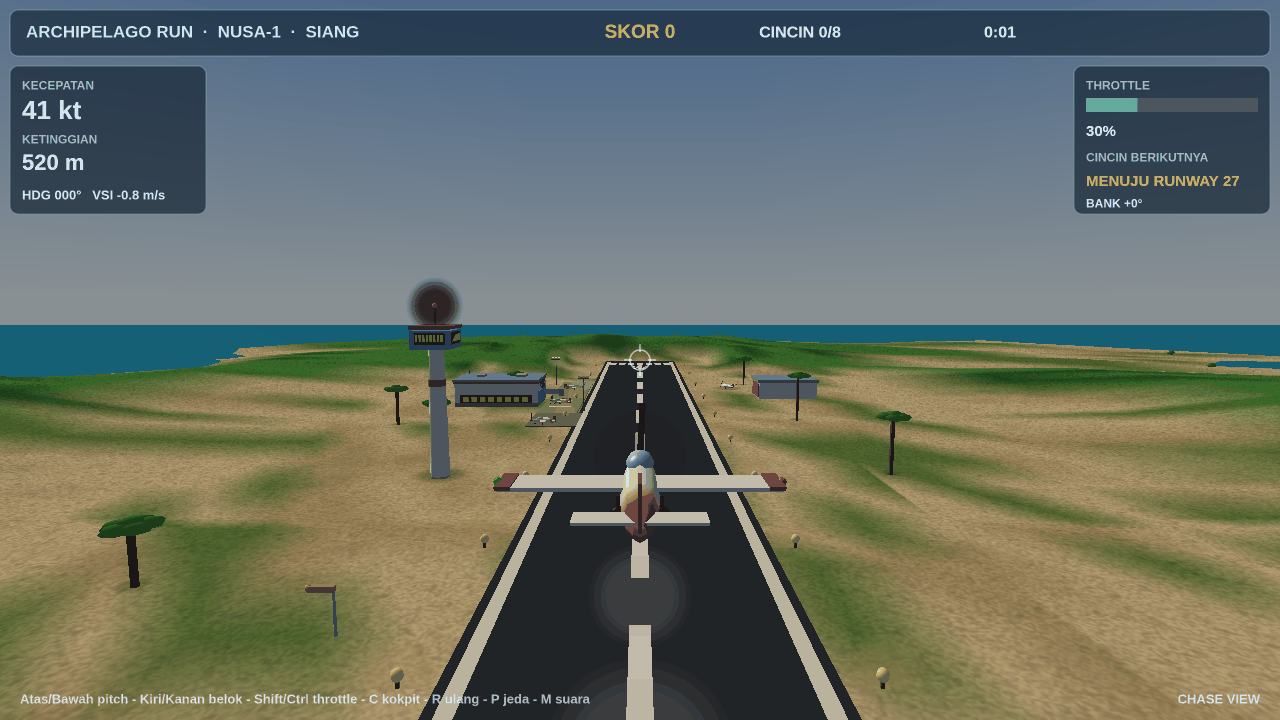 ARCHIPELAGO RUN · NUSA-1 · SIANG
SKOR 0
CINCIN 0/8
0:01
KECEPATAN
41 kt
KETINGGIAN
520 m
HDG 000° VSI -0.8 m/s
THROTTLE
30%
CINCIN BERIKUTNYA
MENUJU RUNWAY 27
BANK +0°
Atas/Bawah pitch - Kiri/Kanan belok - Shift/Ctrl throttle - C kokpit - R ulang - P jeda - M suara
CHASE VIEW